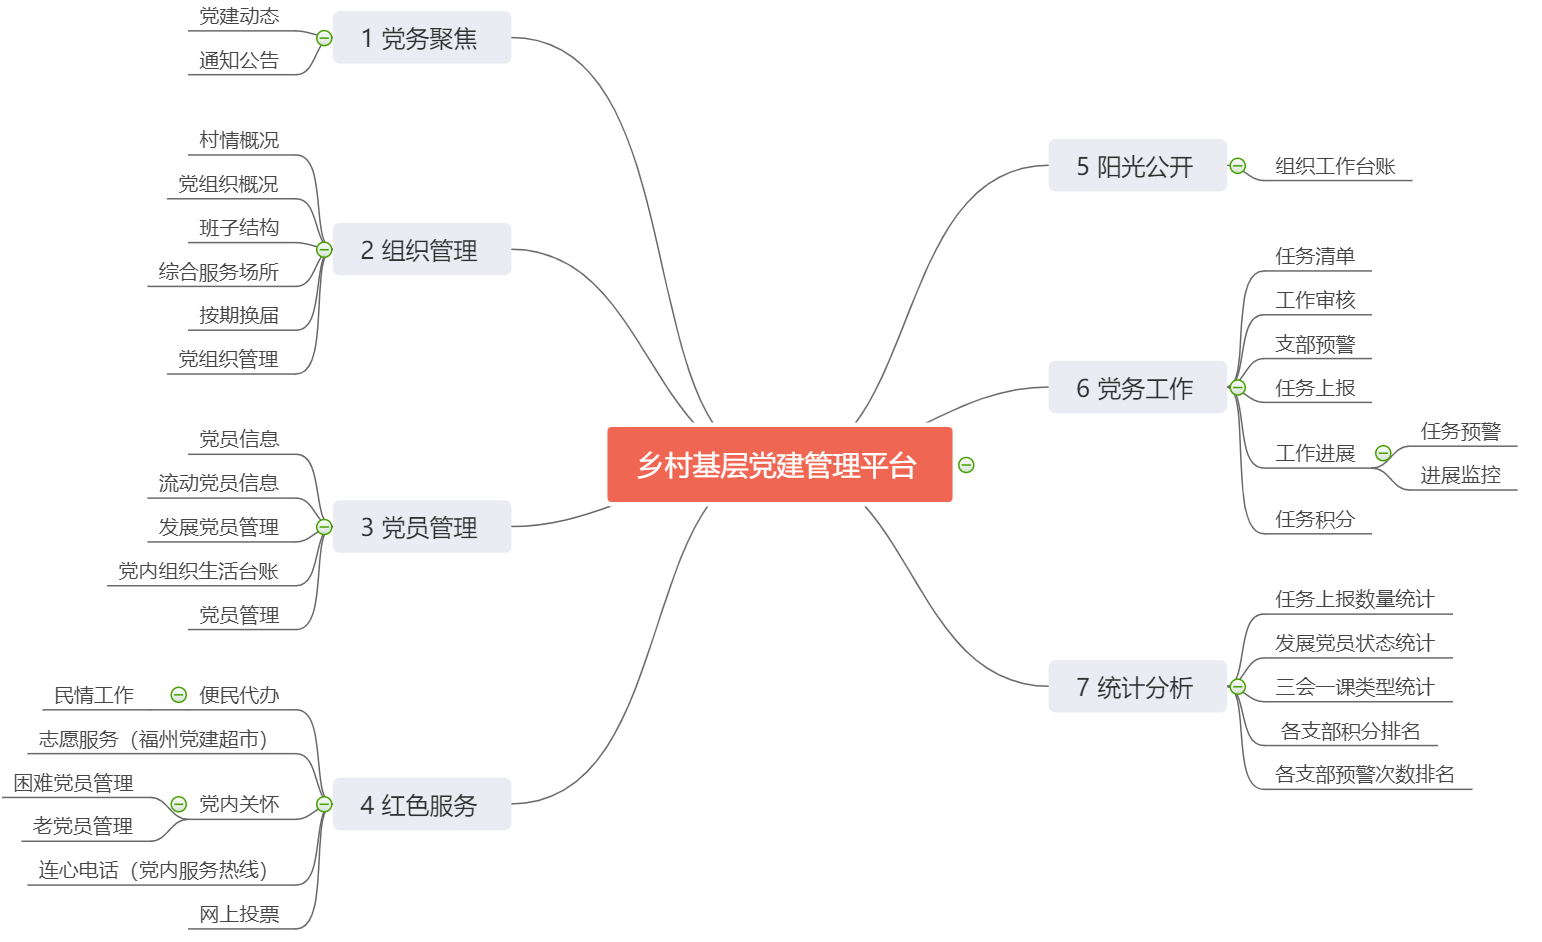 乡村基层党建管理平台
1 党务聚焦
党建动态
通知公告
2 组织管理
村情概况
党组织概况
班子结构
综合服务场所
按期换届
党组织管理
3 党员管理
党员信息
流动党员信息
发展党员管理
党内组织生活台账
党员管理
4 红色服务
便民代办
民情工作
志愿服务（福州党建超市）
党内关怀
困难党员管理
老党员管理
连心电话（党内服务热线）
网上投票
5 阳光公开
组织工作台账
6 党务工作
任务清单
工作审核
支部预警
任务上报
工作进展
任务预警
进展监控
任务积分
7 统计分析
任务上报数量统计
发展党员状态统计
三会一课类型统计
各支部积分排名
各支部预警次数排名